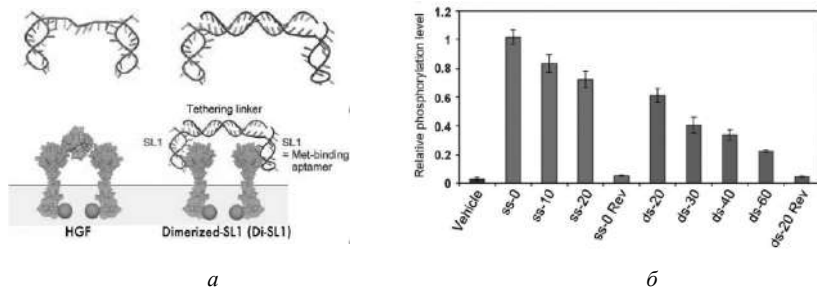 Tethering linker
SL1
SL1
= Met-binding
aptamer
HGF
Dimerized-SL1 (Di-SL1)
а
Relative phosphorylation level
1.2
1
0.8
0.6
0.4
0.2
0
Vehicle
ss-0
ss-10
ss-20
ss-0 Rev
ds-20
ds-30
ds-40
ds-60
ds-20 Rev
б